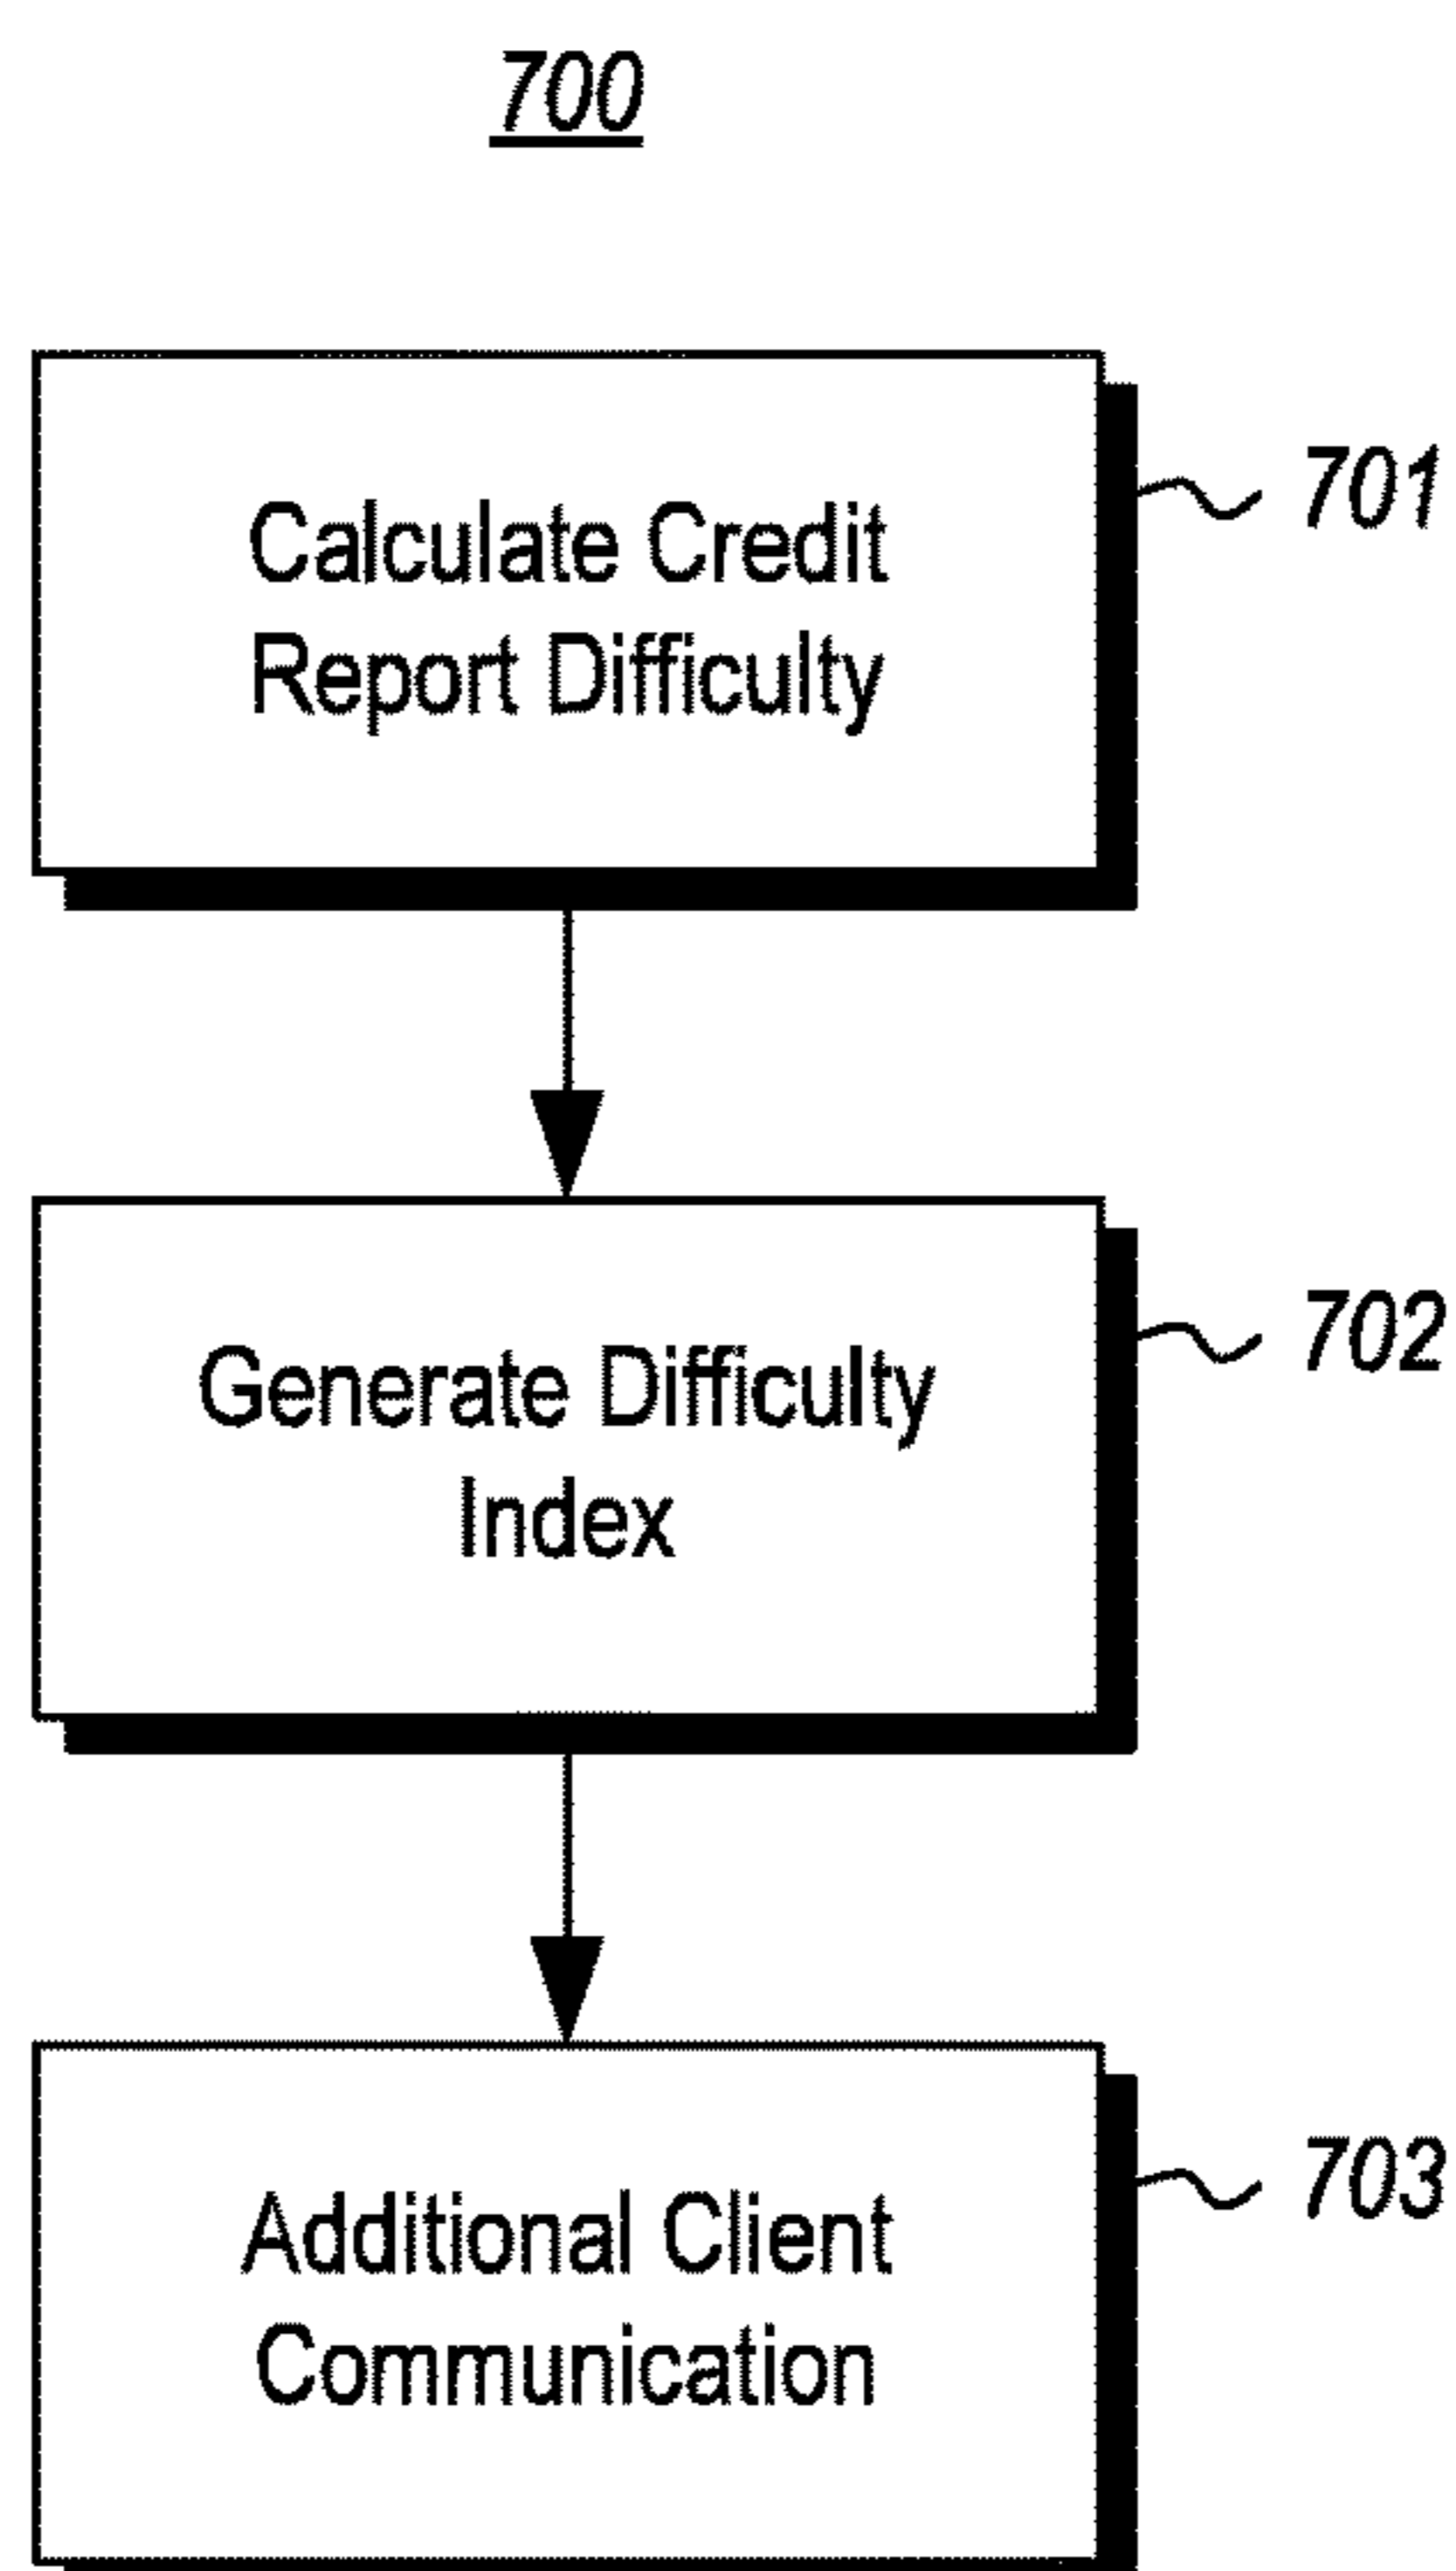 700
Calculate Credit
Report Difficulty
701
Generate Difficulty
Index
702
Additional Client
Communication
703